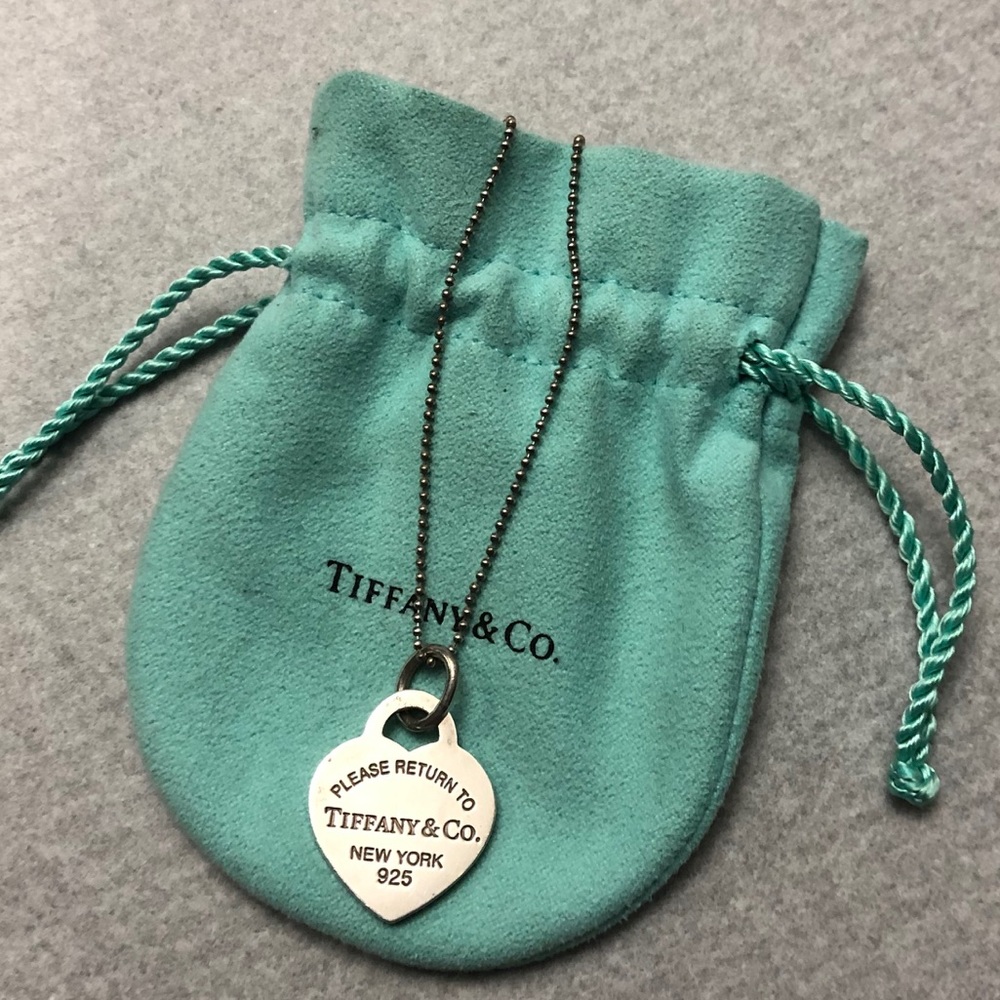 TIFFANY & CO.
PLEASE RETURN TO
TIFFANY & CO.
NEW YORK
925